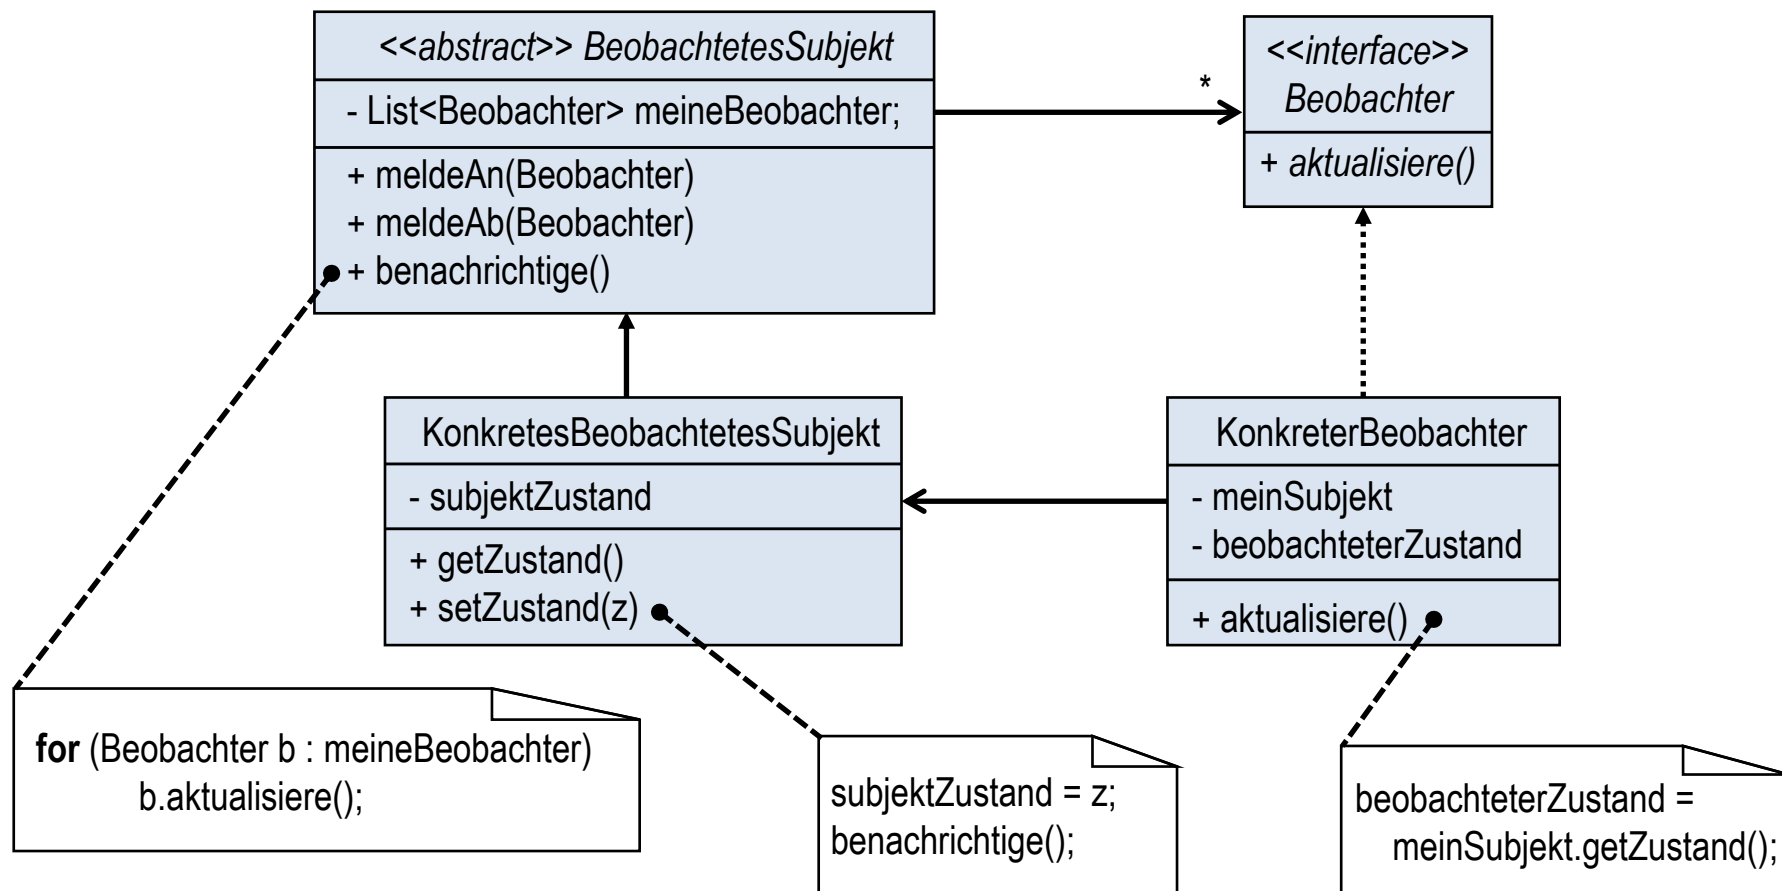 <<abstract>> BeobachtetesSubjekt
- List<Beobachter> meineBeobachter;
+ meldeAn(Beobachter)
+ meldeAb(Beobachter)
+ benachrichtige()
*
<<interface>>
Beobachter
+ aktualisiere()
KonkretesBeobachtetesSubjekt
- subjektZustand
+ getZustand()
+ setZustand(z)
KonkreterBeobachter
- meinSubjekt
- beobachteterZustand
+ aktualisiere()
for (Beobachter b : meineBeobachter)
b.aktualisiere();
subjektZustand = z;
benachrichtige();
beobachteterZustand =
meinSubjekt.getZustand();